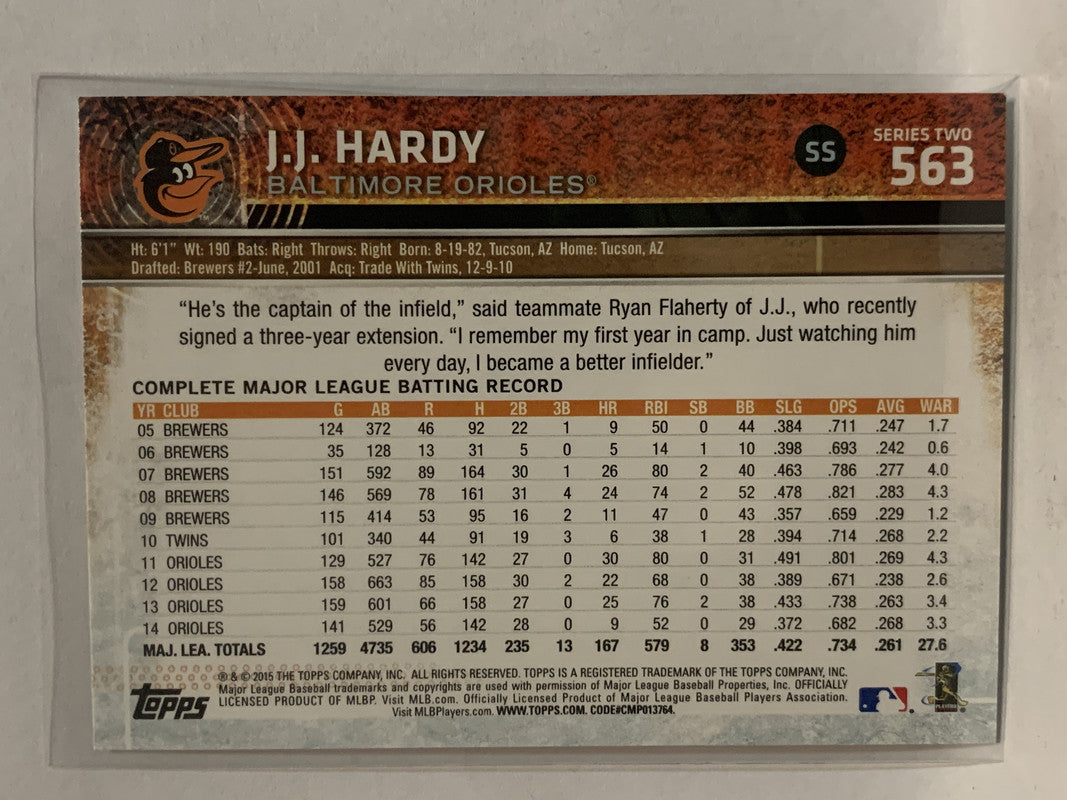 J.J. HARDY
BALTIMORE ORIOLES®
SS
SERIES TWO
563
Ht: 6'1" Wt: 190 Bats: Right Throws: Right Born: 8-19-82, Tucson, AZ Home: Tucson, AZ
Drafted: Brewers #2-June, 2001 Acq: Trade With Twins, 12-9-10
"He's the captain of the infield," said teammate Ryan Flaherty of J.J., who recently
signed a three-year extension. "I remember my first year in camp. Just watching him
every day, I became a better infielder."
COMPLETE MAJOR LEAGUE BATTING RECORD
YR CLUB G AB R H 2B 3B HR RBI SB BB SLG OPS AVG WAR
05 BREWERS 124 372 46 92 22 1 9 50 0 44 .384 .711 .247 1.7
06 BREWERS 35 128 13 31 5 0 5 14 1 10 .398 .693 .242 0.6
07 BREWERS 151 592 89 164 30 1 26 80 2 40 .463 .786 .277 4.0
08 BREWERS 146 569 78 161 31 4 24 74 2 52 .478 .821 .283 4.3
09 BREWERS 115 414 53 95 16 2 11 47 0 43 .357 .659 .229 1.2
10 TWINS 101 340 44 91 19 3 6 38 1 28 .394 .714 .268 2.2
11 ORIOLES 129 527 76 142 27 0 30 80 0 31 .491 .801 .269 4.3
12 ORIOLES 158 663 85 158 30 2 22 68 0 38 .389 .671 .238 2.6
13 ORIOLES 159 601 66 158 27 0 25 76 2 38 .433 .738 .263 3.4
14 ORIOLES 141 529 56 142 28 0 9 52 0 29 .372 .682 .268 3.3
MAJ. LEA. TOTALS 1259 4735 606 1234 235 13 167 579 8 353 .422 .734 .261 27.6
® & © 2015 THE TOPPS COMPANY, INC. ALL RIGHTS RESERVED. TOPPS IS A REGISTERED TRADEMARK OF THE TOPPS COMPANY, INC.
Major League Baseball trademarks and copyrights are used with permission of Major League Baseball Properties, Inc. OFFICIALLY
LICENSED PRODUCT OF MLBP. Visit MLB.com. Officially Licensed Product of Major League Baseball Players Association.
Visit MLBPlayers.com. WWW.TOPPS.COM. CODE#CMP013764.
topps
PLAYERS